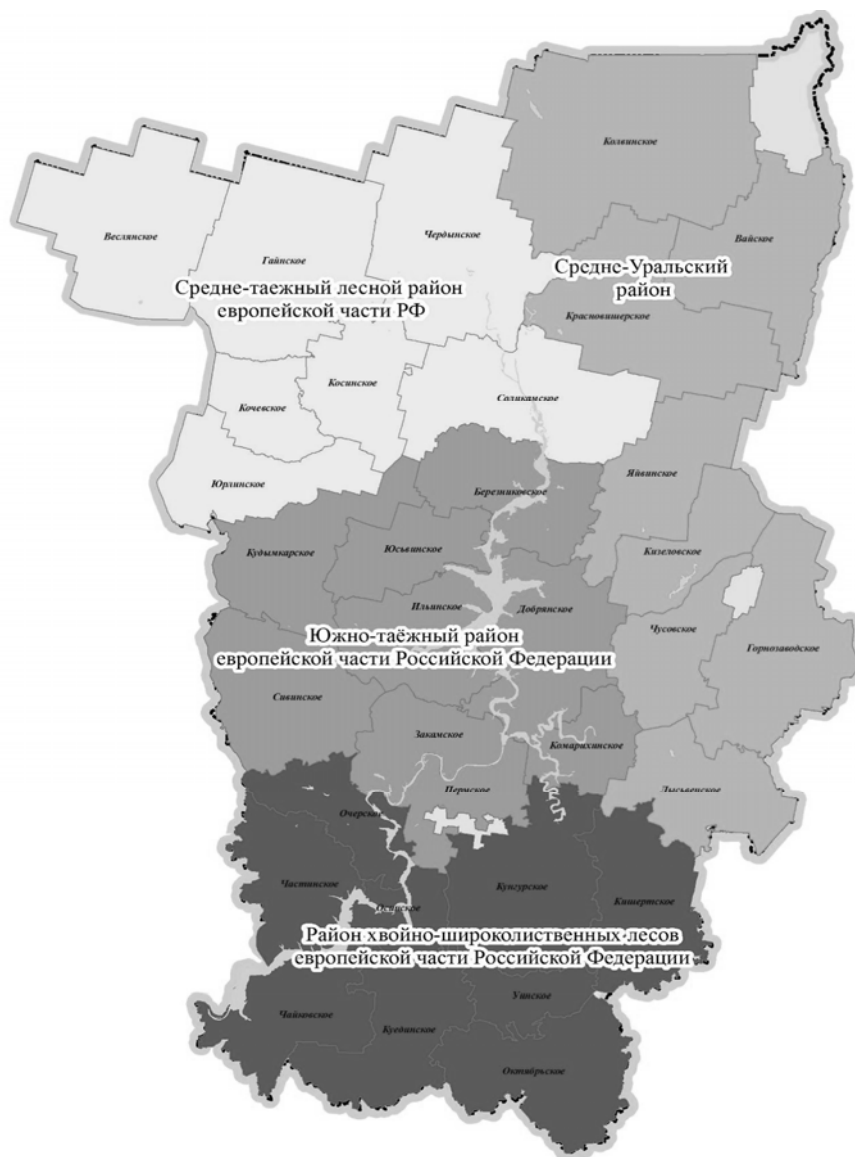 Колвинское
Веслянское
Чердынское
Вайское
Гайнское
Средне-таежный лесной район
европейской части РФ
Средне-Уральский
район
Красновишерское
Косинское
Кочевское
Соликамское
Юрлинское
Яйвинское
Березниковское
Кудымкарское
Юсьвинское
Кизеловское
Ильинское
Добрянское
Чусовское
Горнозаводское
Южно-таёжный район
европейской части Российской Федерации
Сивинское
Закамское
Комарихинское
Пермское
Лысьвенское
Очерское
Частинское
Осинское
Кунгурское
Кишертское
Район хвойно-широколиственных лесов
европейской части Российской Федерации
Чайковское
Куединское
Уинское
Октябрьское